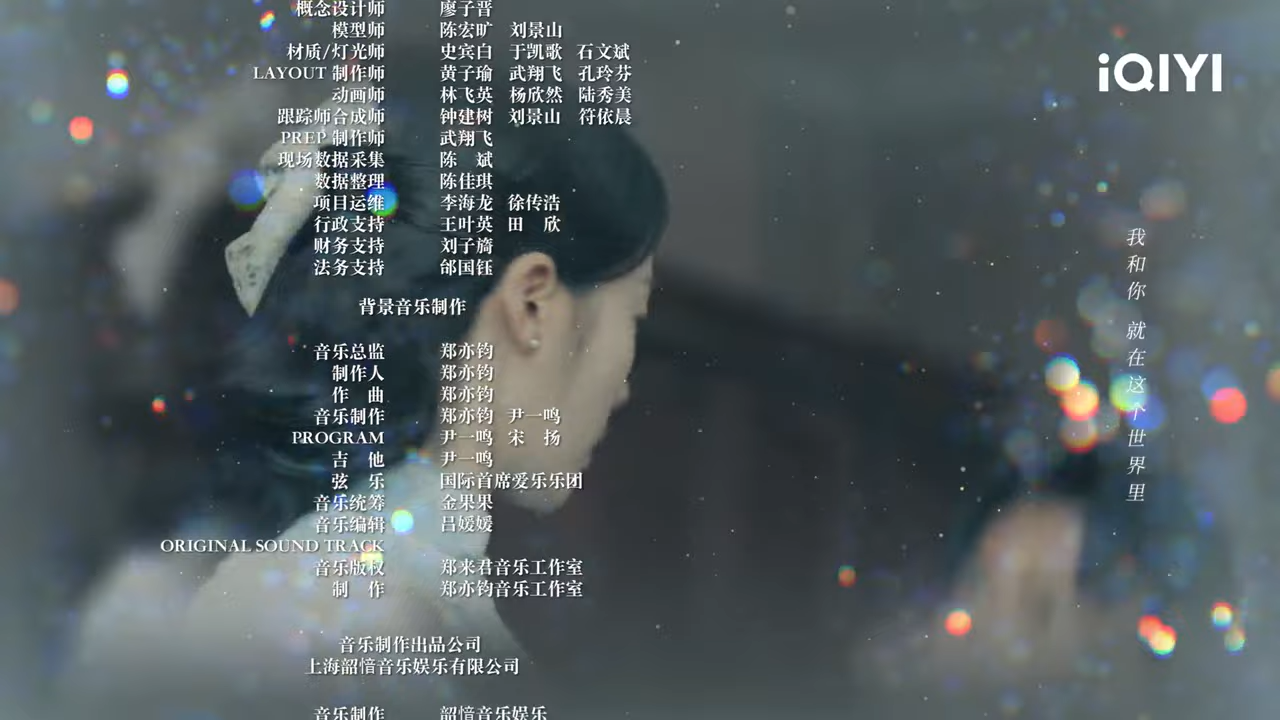 概念设计师 廖子晋
模型师 陈宏旷 刘景山
材质/灯光师 史宾白 于凯歌 石文斌
LAYOUT 制作师 黄子瑜 武翔飞 孔玲芬
动画师 林飞英 杨欣然 陆秀美
跟踪师合成师 钟建树 刘景山 符依晨
PREP 制作师 武翔飞
现场数据采集 陈 斌
数据整理 陈佳琪
项目运维 李海龙 徐传浩
行政支持 王叶英 田 欣
财务支持 刘子旖
法务支持 邰国钰
背景音乐制作
音乐总监 郑亦钧
制作人 郑亦钧
作 曲 郑亦钧
音乐制作 郑亦钧 尹一鸣
PROGRAM 尹一鸣 宋 扬
吉 他 尹一鸣
弦 乐 国际首席爱乐乐团
音乐统筹 金果果
音乐编辑 吕媛媛
ORIGINAL SOUND TRACK
音乐版权 郑来君音乐工作室
制 作 郑亦钧音乐工作室
音乐制作出品公司
上海韶愔音乐娱乐有限公司
音乐制作 韶愔音乐娱乐
iQIYI
我和你 就在这个世界里